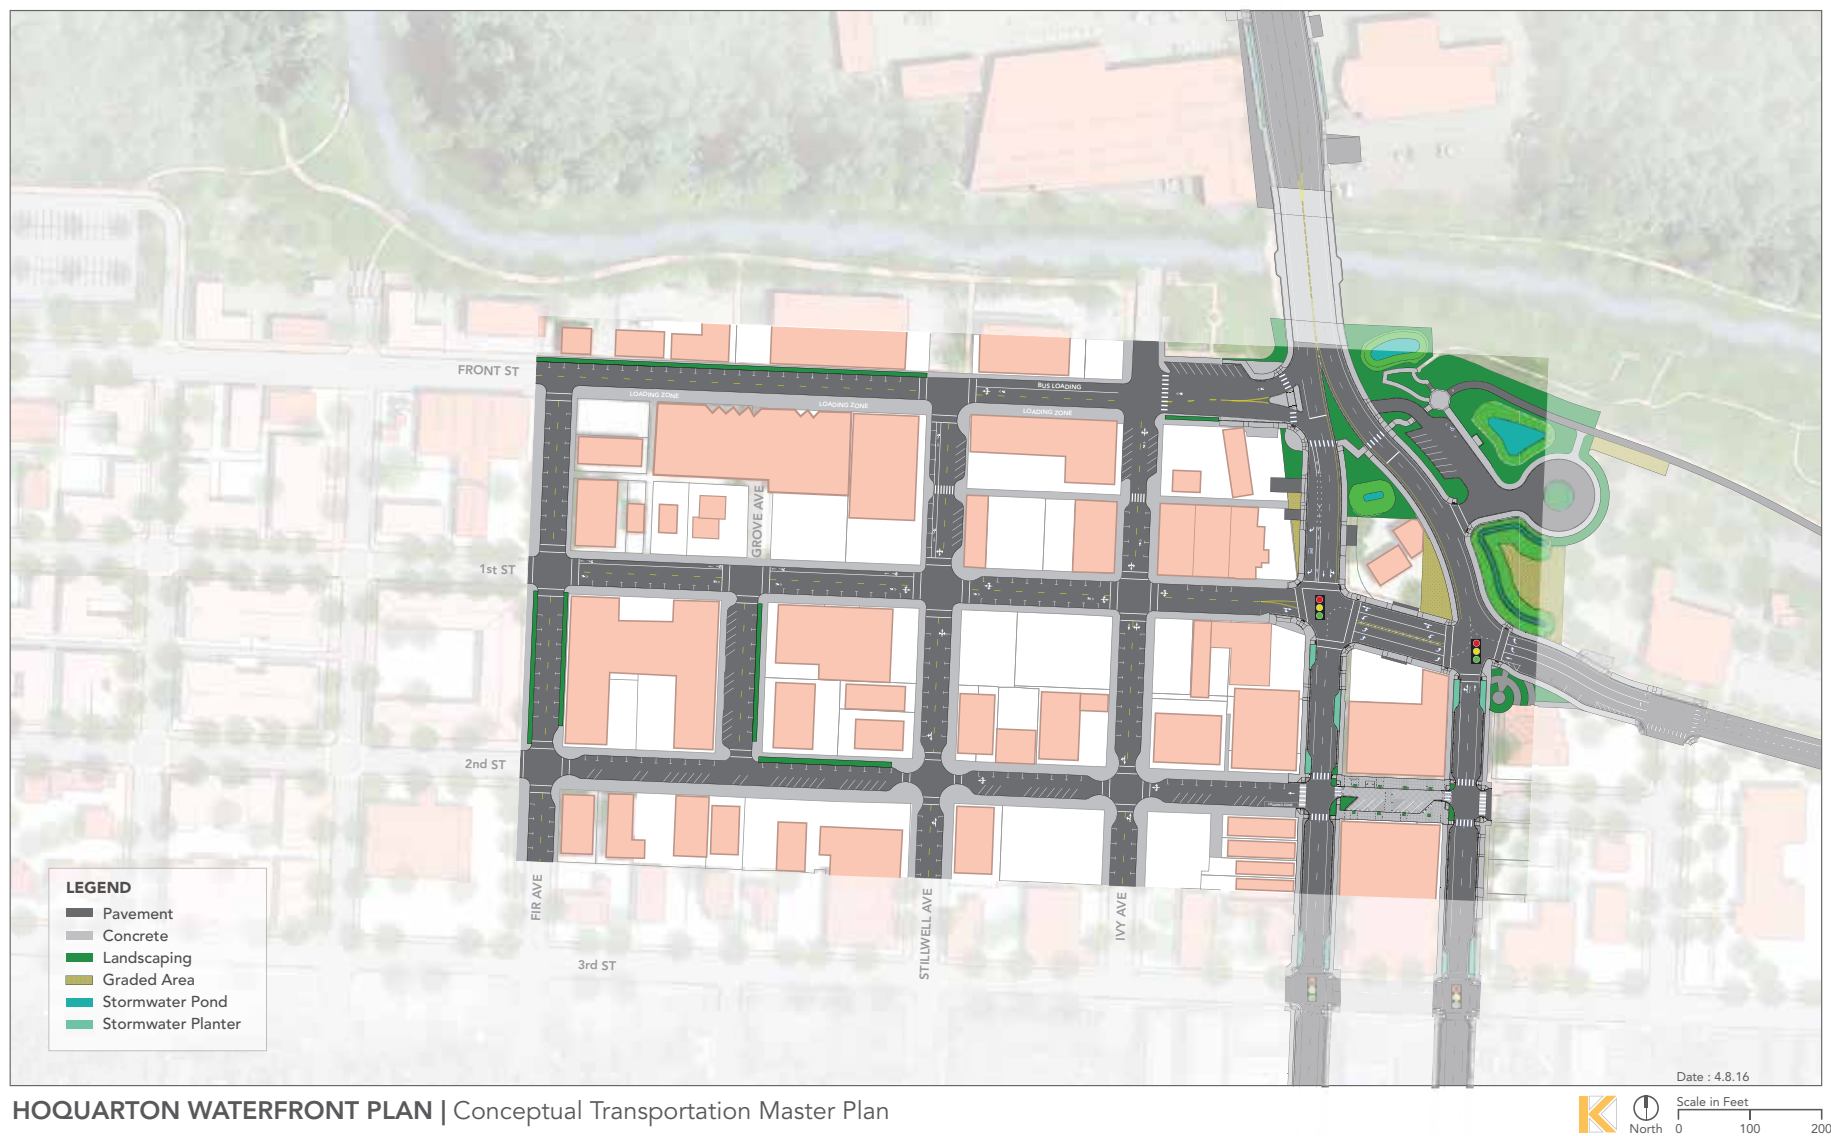 FRONT ST
BUS LOADING
LOADING ZONE
LOADING ZONE
LOADING ZONE
GROVE AVE
1st ST
2nd ST
FIR AVE
STILLWELL AVE
IVY AVE
3rd ST
LEGEND
Pavement
Concrete
Landscaping
Graded Area
Stormwater Pond
Stormwater Planter
Date : 4.8.16
HOQUARTON WATERFRONT PLAN | Conceptual Transportation Master Plan
K
North
Scale in Feet
0 100 200